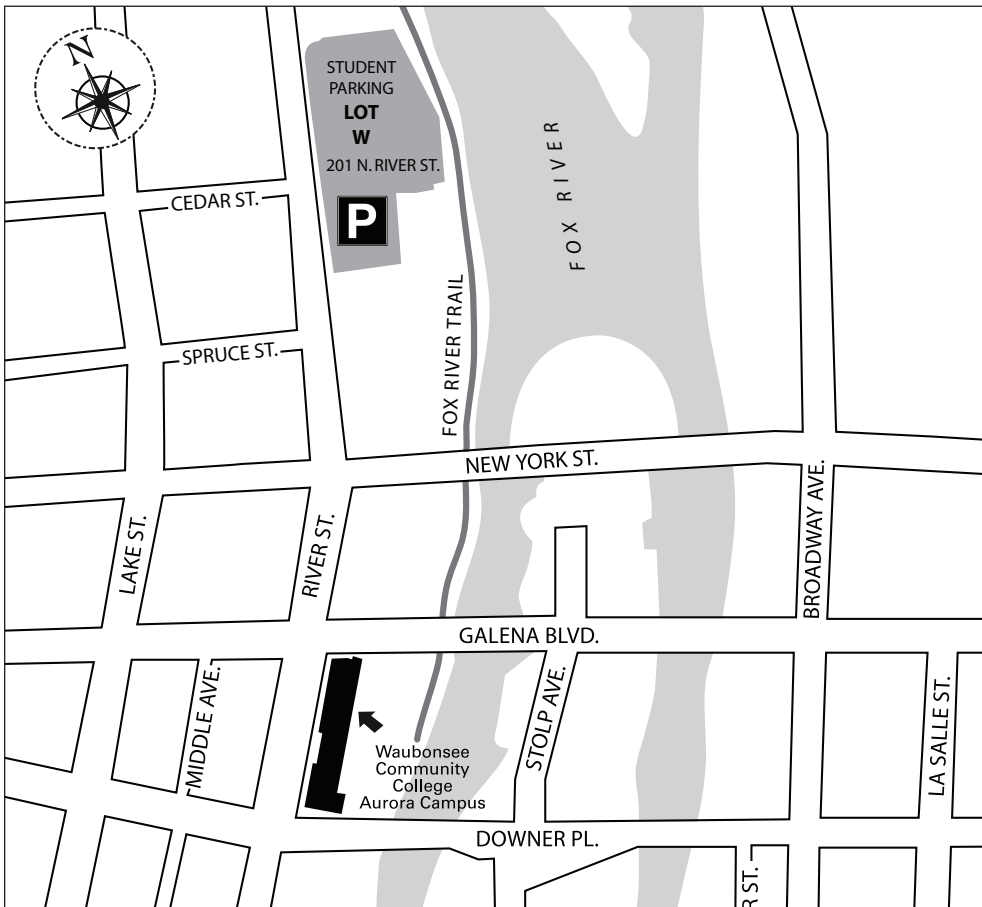 N
STUDENT
PARKING
LOT
W
201 N. RIVER ST.
P
CEDAR ST.
FOX RIVER
SPRUCE ST.
FOX RIVER TRAIL
NEW YORK ST.
LAKE ST.
RIVER ST.
BROADWAY AVE.
GALENA BLVD.
MIDDLE AVE.
STOLP AVE.
LA SALLE ST.
Waubonsee
Community
College
Aurora Campus
DOWNER PL.
R ST.